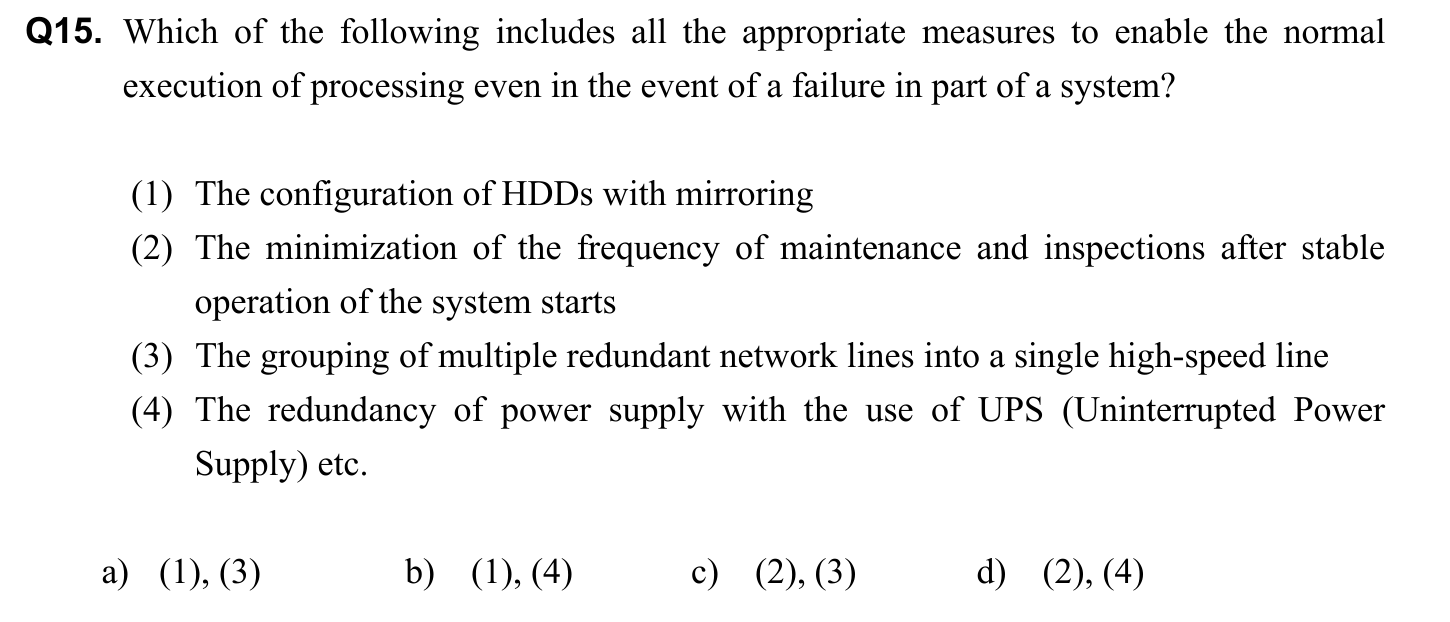 Q15. Which of the following includes all the appropriate measures to enable the normal
execution of processing even in the event of a failure in part of a system?
(1) The configuration of HDDs with mirroring
(2) The minimization of the frequency of maintenance and inspections after stable
operation of the system starts
(3) The grouping of multiple redundant network lines into a single high-speed line
(4) The redundancy of power supply with the use of UPS (Uninterrupted Power
Supply) etc.
a) (1), (3) b) (1), (4) c) (2), (3) d) (2), (4)